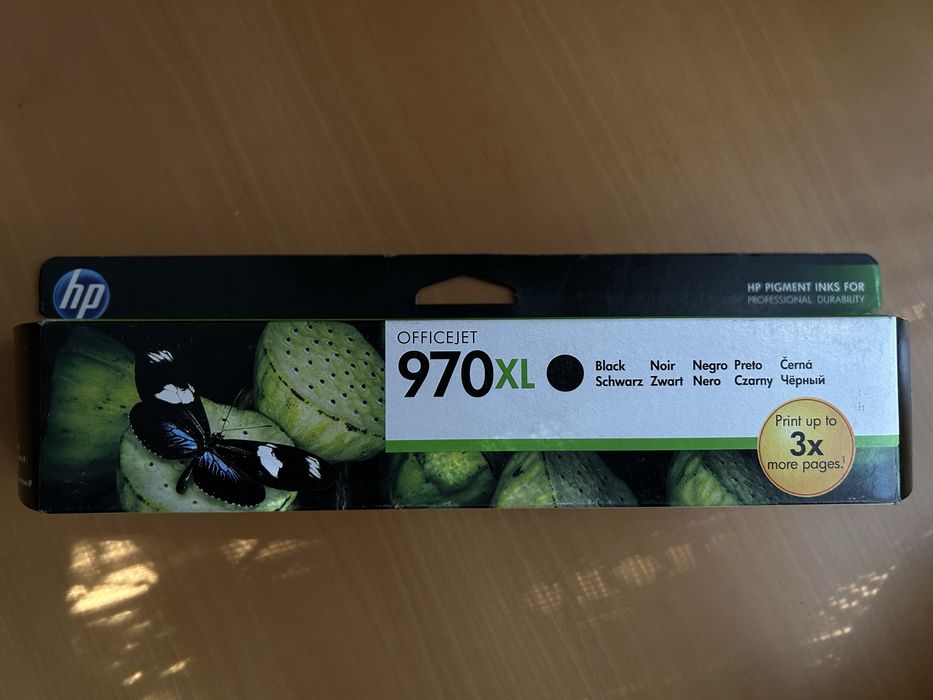 hp
HP PIGMENT INKS FOR
PROFESSIONAL DURABILITY
OFFICEJET
970XL
Black Noir Negro Preto Černá
Schwarz Zwart Nero Czarny Чёрный
Print up to
3x
more pages.1